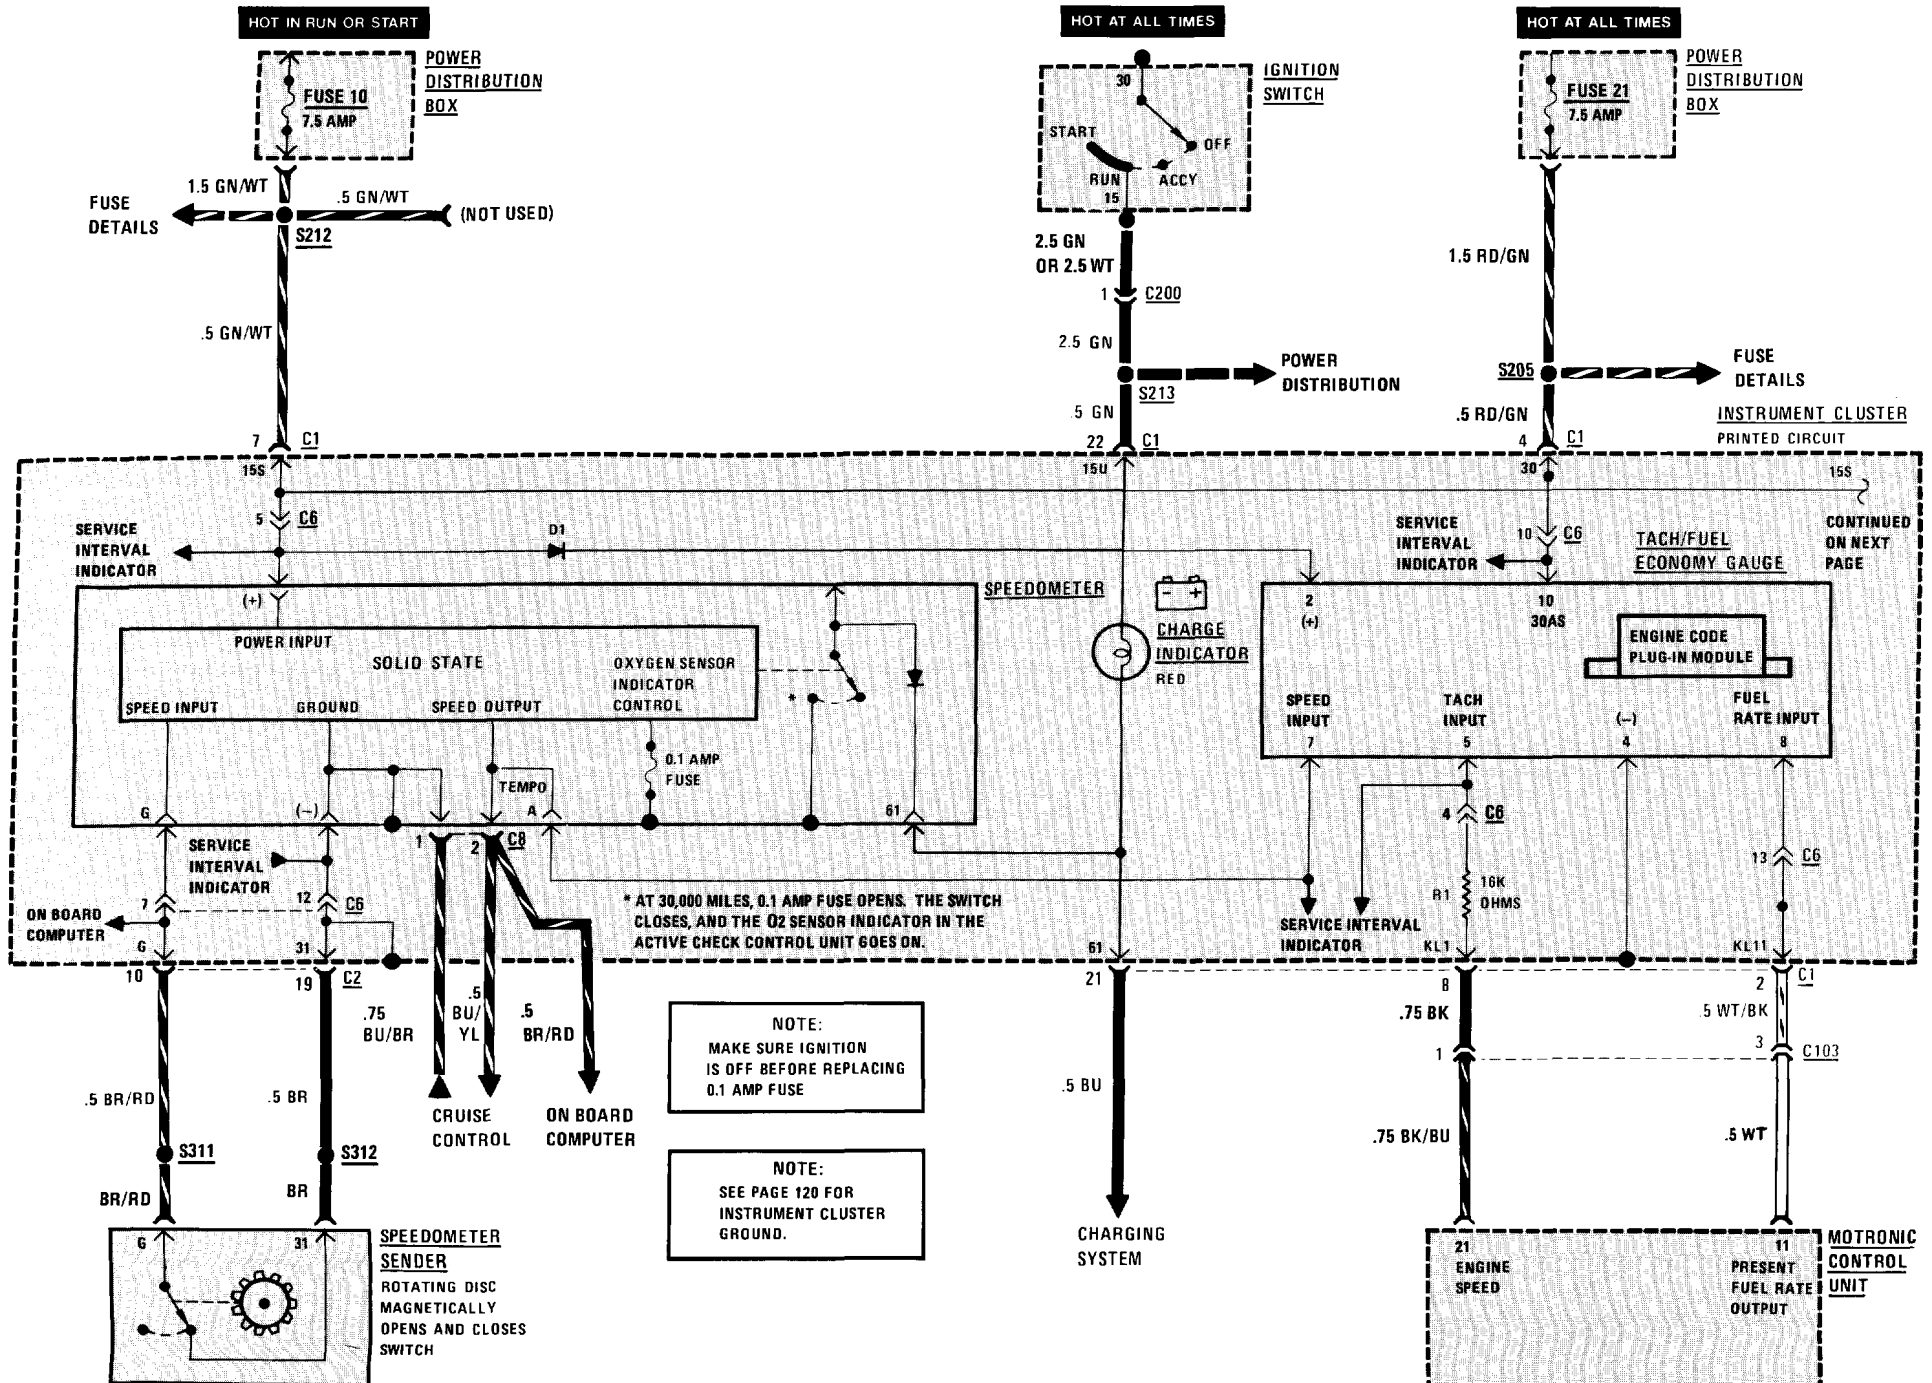 HOT IN RUN OR START
HOT AT ALL TIMES
HOT AT ALL TIMES
FUSE 10
7.5 AMP
POWER
DISTRIBUTION
BOX
30
START
OFF
RUN
ACCY
15
IGNITION
SWITCH
FUSE 21
7.5 AMP
POWER
DISTRIBUTION
BOX
1.5 GN/WT
.5 GN/WT
FUSE
DETAILS
(NOT USED)
S212
2.5 GN
OR 2.5 WT
1
C200
1.5 RD/GN
.5 GN/WT
2.5 GN
POWER
DISTRIBUTION
S213
.5 GN
S205
FUSE
DETAILS
.5 RD/GN
INSTRUMENT CLUSTER
PRINTED CIRCUIT
7
C1
22
C1
4
C1
15S
15U
30
15S
5
C6
SERVICE
INTERVAL
INDICATOR
D1
SERVICE
INTERVAL
INDICATOR
10
C6
TACH/FUEL
ECONOMY GAUGE
CONTINUED
ON NEXT
PAGE
(+)
SPEEDOMETER
- +
CHARGE
INDICATOR
RED
2
(+)
10
30AS
ENGINE CODE
PLUG-IN MODULE
POWER INPUT
SOLID STATE
OXYGEN SENSOR
INDICATOR
CONTROL
SPEED INPUT
GROUND
SPEED OUTPUT
*
SPEED
INPUT
7
TACH
INPUT
5
(-)
4
FUEL
RATE INPUT
8
0.1 AMP
FUSE
TEMPO
G
(-)
A
61
1
2
C8
4
C6
SERVICE
INTERVAL
INDICATOR
13
C6
7
12
C6
R1
16K
OHMS
ON BOARD
COMPUTER
* AT 30,000 MILES, 0.1 AMP FUSE OPENS. THE SWITCH
CLOSES, AND THE O2 SENSOR INDICATOR IN THE
ACTIVE CHECK CONTROL UNIT GOES ON.
SERVICE INTERVAL
INDICATOR
G
31
61
KL1
KL11
10
19
C2
21
8
2
C1
.75
BU/BR
.5
BU/
YL
.5
BR/RD
NOTE:
MAKE SURE IGNITION
IS OFF BEFORE REPLACING
0.1 AMP FUSE
.75 BK
.5 WT/BK
1
3
C103
.5 BR/RD
.5 BR
CRUISE
CONTROL
ON BOARD
COMPUTER
.5 BU
.75 BK/BU
.5 WT
S311
S312
NOTE:
SEE PAGE 120 FOR
INSTRUMENT CLUSTER
GROUND.
BR/RD
BR
CHARGING
SYSTEM
G
31
SPEEDOMETER
SENDER
ROTATING DISC
MAGNETICALLY
OPENS AND CLOSES
SWITCH
21
ENGINE
SPEED
11
PRESENT
FUEL RATE
OUTPUT
MOTRONIC
CONTROL
UNIT